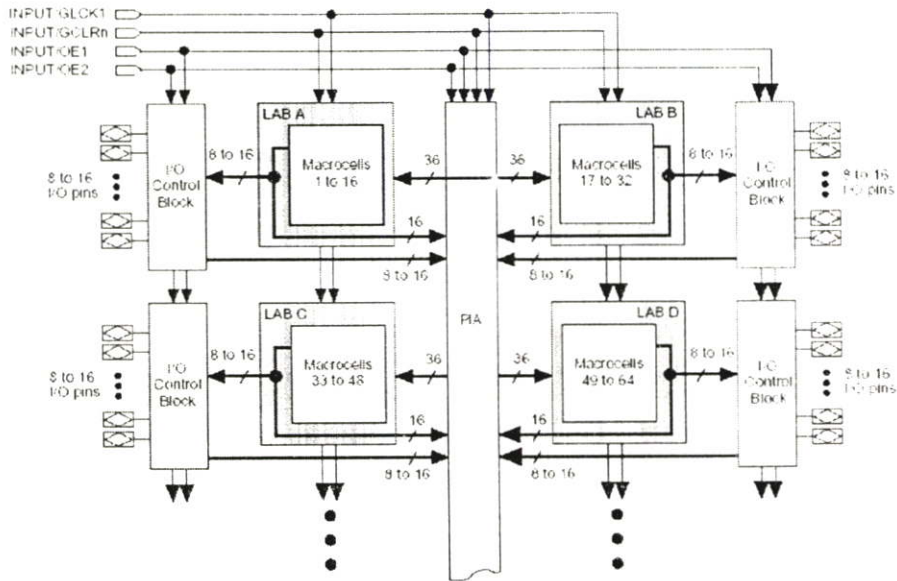 INPUT/GLCK1
INPUT/GCLRn
INPUT/OE1
INPUT/OE2
LAB A
LAB B
8 to 16
I/O pins
I/O
Control
Block
8 to 16
Macrocells
1 to 16
36
36
Macrocells
17 to 32
8 to 16
I/O
Control
Block
8 to 16
I/O pins
16
16
8 to 16
8 to 16
PIA
LAB C
LAB D
8 to 16
I/O pins
I/O
Control
Block
8 to 16
Macrocells
33 to 48
36
36
Macrocells
49 to 64
8 to 16
I/O
Control
Block
8 to 16
I/O pins
16
16
8 to 16
8 to 16